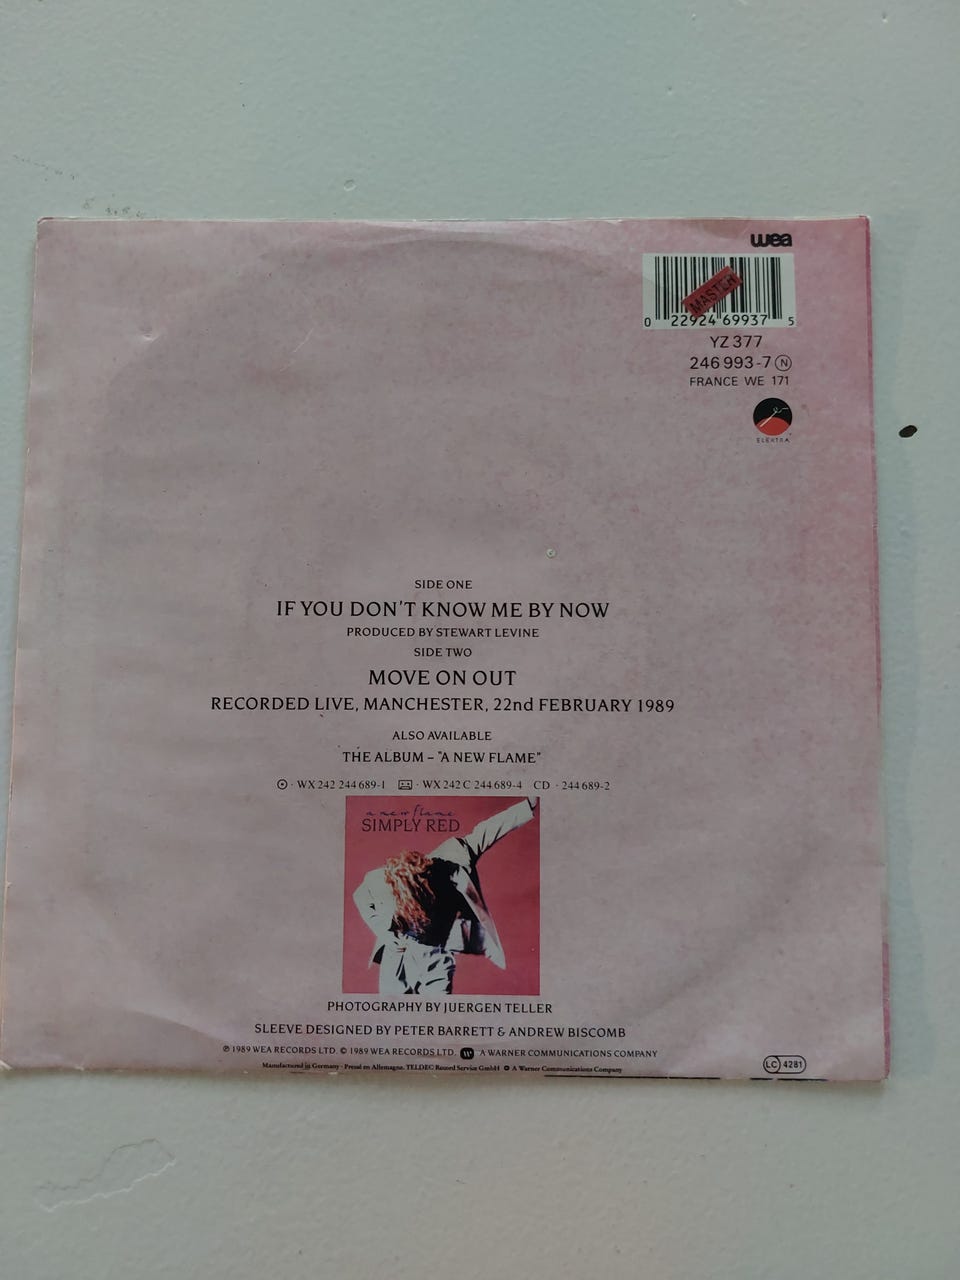 wea
MASTER
0 22924 69937 5
YZ 377
246 993-7 N
FRANCE WE 171
ELEKTRA
SIDE ONE
IF YOU DON'T KNOW ME BY NOW
PRODUCED BY STEWART LEVINE
SIDE TWO
MOVE ON OUT
RECORDED LIVE, MANCHESTER, 22nd FEBRUARY 1989
ALSO AVAILABLE
THE ALBUM – "A NEW FLAME"
· WX 242 244 689-1 · WX 242 C 244 689-4 CD · 244 689-2
a new flame
SIMPLY RED
PHOTOGRAPHY BY JUERGEN TELLER
SLEEVE DESIGNED BY PETER BARRETT & ANDREW BISCOMB
℗ 1989 WEA RECORDS LTD. © 1989 WEA RECORDS LTD. A WARNER COMMUNICATIONS COMPANY
Manufactured in Germany · Pressé en Allemagne. TELDEC Record Service GmbH A Warner Communications Company
LC 4281